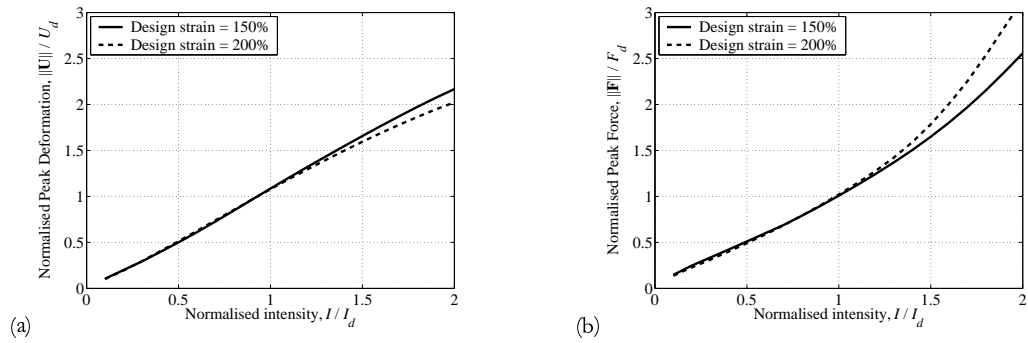 3
Design strain = 150%
Design strain = 200%
2.5
2
1.5
1
0.5
0
0
0.5
1
1.5
2
Normalised Peak Deformation, ||U|| / U_d
Normalised intensity, I / I_d
(a)
3
Design strain = 150%
Design strain = 200%
2.5
2
1.5
1
0.5
0
0
0.5
1
1.5
2
Normalised Peak Force, ||F|| / F_d
Normalised intensity, I / I_d
(b)